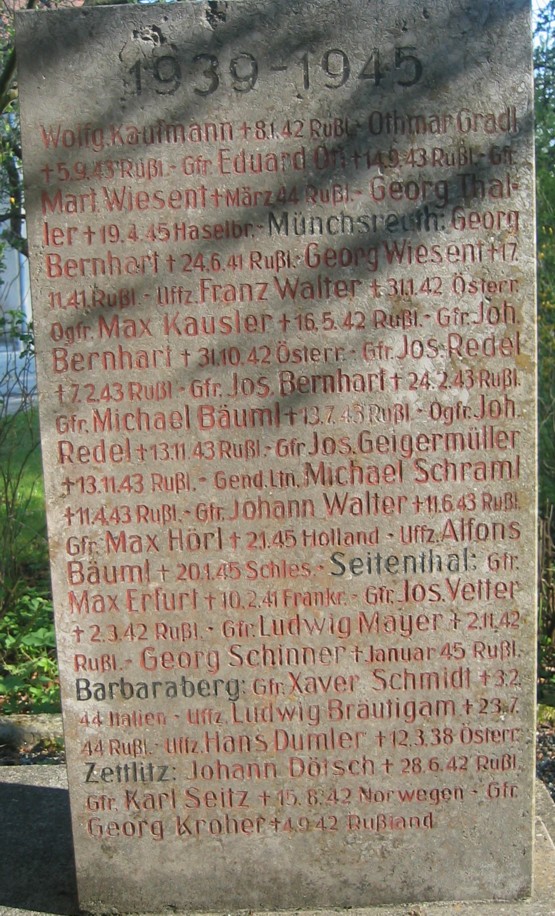 1939-1945
Wolfg. Kaufmann +8.1.42 Rußl.- Othmar Gradl
+5.9.43 Rußl.- Gfr. Eduard Ott +14.9.43 Rußl.- Gfr.
Mart. Wiesent +März 44 Rußl.- Georg Thal-
ler +19.4.45 Haselbr.- Münchsreuth: Georg
Bernhart +24.6.41 Rußl.- Georg Wiesent +17.
11.41 Rußl.- Uffz. Franz Walter +31.1.42 Österr.
Ogfr. Max Kausler +16.5.42 Rußl.- Gfr. Joh.
Bernhart +31.10.42 Österr.- Gfr. Jos. Redel
+7.2.43 Rußl.- Gfr. Jos. Bernhart +24.2.43 Rußl.
Gfr. Michael Bäuml +13.7.43 Rußl.- Ogfr. Joh.
Redel +13.11.43 Rußl.- Gfr. Jos. Geigermüller
+13.11.43 Rußl.- Gend. Ltn. Michael Schraml
+11.4.43 Rußl.- Gfr. Johann Walter +11.6.43 Rußl.
Gfr. Max Hörl +2.1.45 Holland - Uffz. Alfons
Bäuml +20.1.45 Schles.- Seitenthal: Gfr.
Max Erfurt +10.2.41 Frankr.- Gfr. Jos. Vetter
+2.3.42 Rußl.- Gfr. Ludwig Mayer +2.11.42
Rußl.- Georg Schinner +Januar 45 Rußl.
Barbaraberg: Gfr. Xaver Schmidt +3.2.
44 Italien - Uffz. Ludwig Bräutigam +23.7.
44 Rußl.- Uffz. Hans Dumler +12.3.38 Österr.
Zettlitz: Johann Dötsch +28.6.42 Rußl.
Gfr. Karl Seitz +15.8.42 Norwegen - Gfr.
Georg Kroher +4.9.42 Rußland